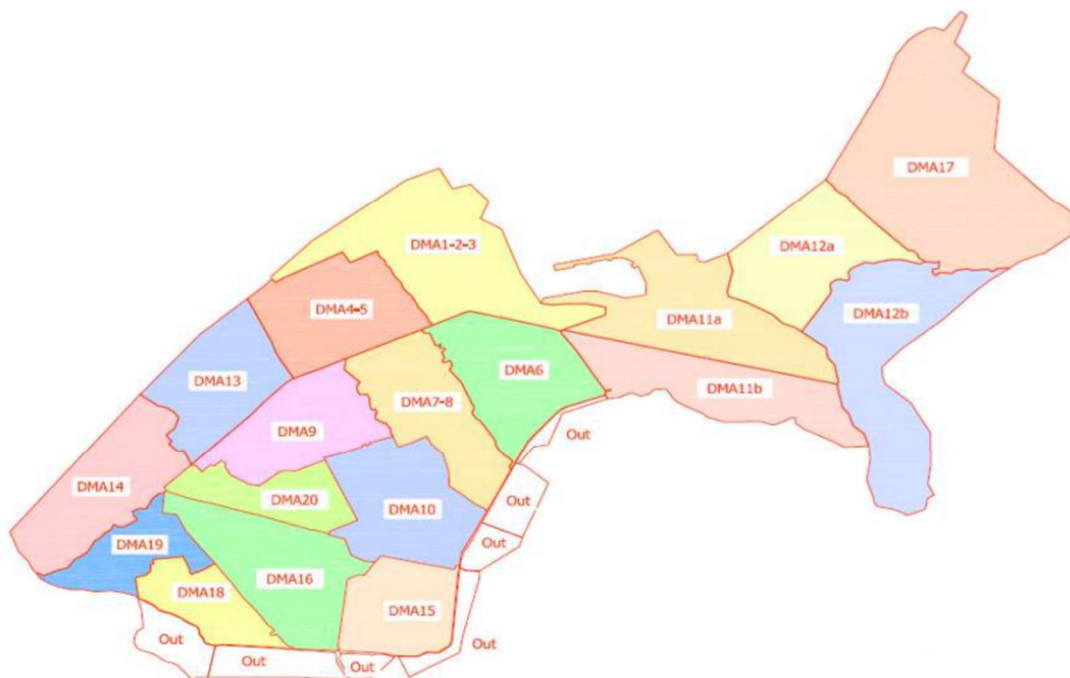 DMA17
DMA1-2-3
DMA12a
DMA4-5
DMA11a
DMA12b
DMA13
DMA6
DMA11b
DMA7-8
DMA9
Out
DMA14
DMA20
DMA10
Out
DMA19
Out
DMA16
DMA18
DMA15
Out
Out
Out
Out